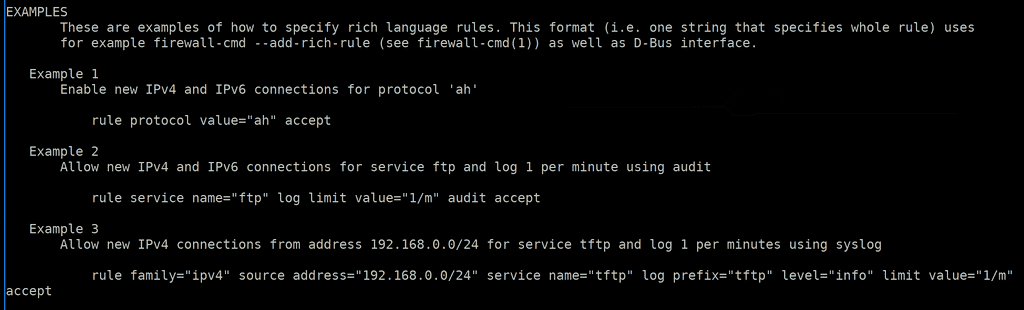 EXAMPLES
These are examples of how to specify rich language rules. This format (i.e. one string that specifies whole rule) uses
for example firewall-cmd --add-rich-rule (see firewall-cmd(1)) as well as D-Bus interface.
Example 1
Enable new IPv4 and IPv6 connections for protocol 'ah'
rule protocol value="ah" accept
Example 2
Allow new IPv4 and IPv6 connections for service ftp and log 1 per minute using audit
rule service name="ftp" log limit value="1/m" audit accept
Example 3
Allow new IPv4 connections from address 192.168.0.0/24 for service tftp and log 1 per minutes using syslog
rule family="ipv4" source address="192.168.0.0/24" service name="tftp" log prefix="tftp" level="info" limit value="1/m"
accept